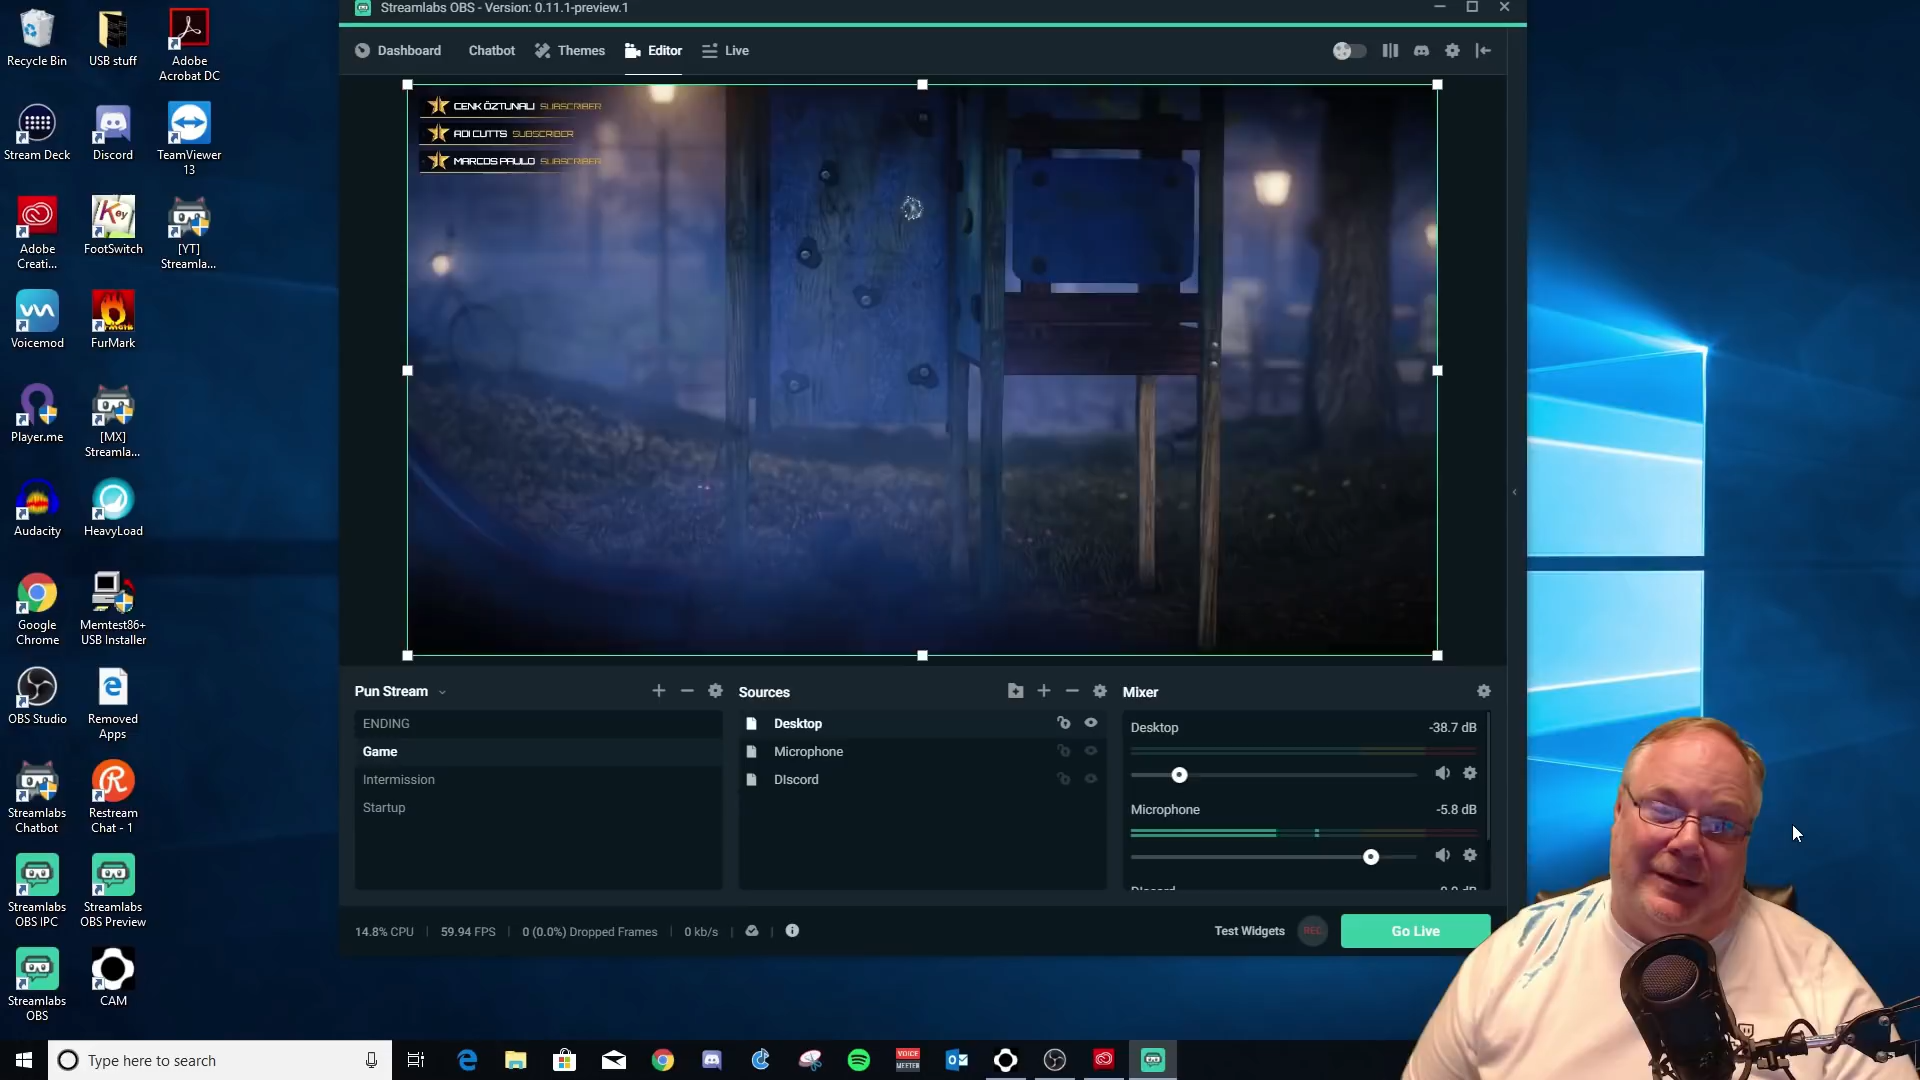 Streamlabs OBS - Version: 0.11.1-preview.1
Dashboard
Chatbot
Themes
Editor
Live
CENK ÖZTUNALI SUBSCRIBER
ADI CUTTS SUBSCRIBER
MARCOS PAULO SUBSCRIBER
Recycle Bin
USB stuff
Adobe
Acrobat DC
Stream Deck
Discord
TeamViewer
13
Adobe
Creati...
Key
FootSwitch
[YT]
Streamla...
Voicemod
FurMark
Player.me
[MX]
Streamla...
Audacity
HeavyLoad
Google
Chrome
Memtest86+
USB Installer
OBS Studio
Removed
Apps
Streamlabs
Chatbot
Restream
Chat - 1
Streamlabs
OBS IPC
Streamlabs
OBS Preview
Streamlabs
OBS
CAM
Pun Stream
ENDING
Game
Intermission
Startup
Sources
Desktop
Microphone
DIscord
Mixer
Desktop
-38.7 dB
Microphone
-5.8 dB
14.8% CPU
59.94 FPS
0 (0.0%) Dropped Frames
0 kb/s
Test Widgets
REC
Go Live
Type here to search
VOICE
MEETER